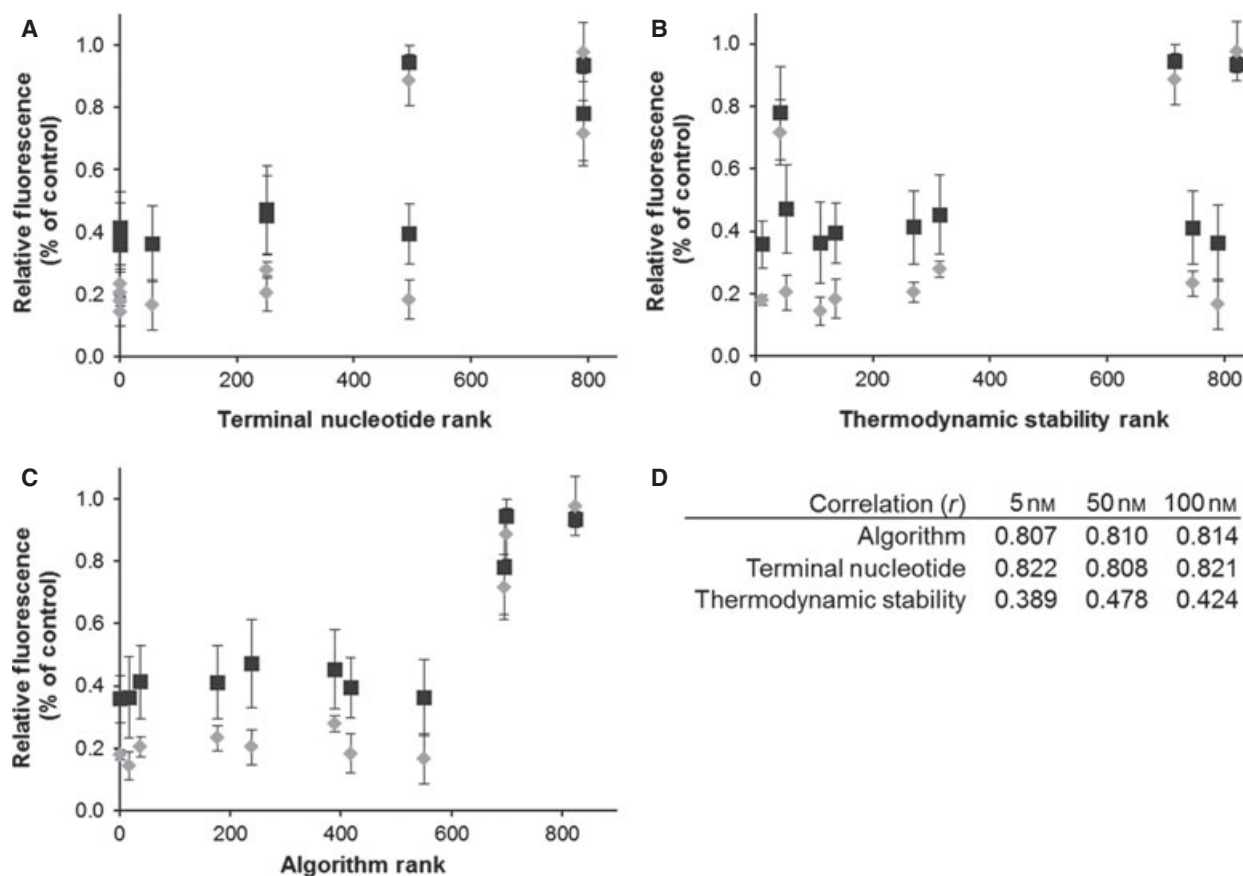 A
Relative fluorescence
(% of control)
1.0
0.8
0.6
0.4
0.2
0.0
0 200 400 600 800
Terminal nucleotide rank
B
Relative fluorescence
(% of control)
1.0
0.8
0.6
0.4
0.2
0.0
0 200 400 600 800
Thermodynamic stability rank
C
Relative fluorescence
(% of control)
1.0
0.8
0.6
0.4
0.2
0.0
0 200 400 600 800
Algorithm rank
D
Correlation (r) 5 nM 50 nM 100 nM
Algorithm 0.807 0.810 0.814
Terminal nucleotide 0.822 0.808 0.821
Thermodynamic stability 0.389 0.478 0.424